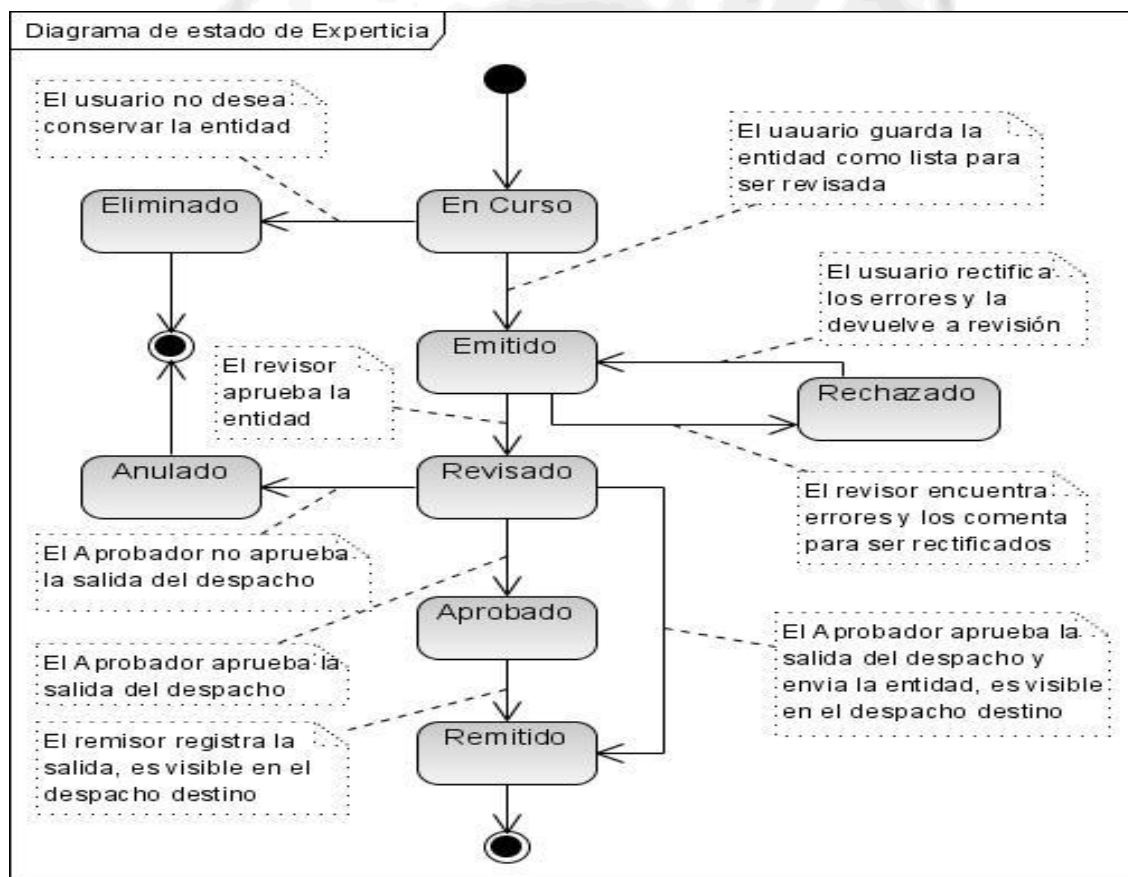 Diagrama de estado de Experticia
El usuario no desea
conservar la entidad
El uauario guarda la
entidad como lista para
ser revisada
Eliminado
En Curso
El usuario rectifica
los errores y la
devuelve a revisión
Emitido
El revisor
aprueba la
entidad
Rechazado
Anulado
Revisado
El revisor encuentra
errores y los comenta
para ser rectificados
El Aprobador no aprueba
la salida del despacho
Aprobado
El Aprobador aprueba la
salida del despacho y
envia la entidad, es visible
en el despacho destino
El Aprobador aprueba la
salida del despacho
El remisor registra la
salida, es visible en el
despacho destino
Remitido